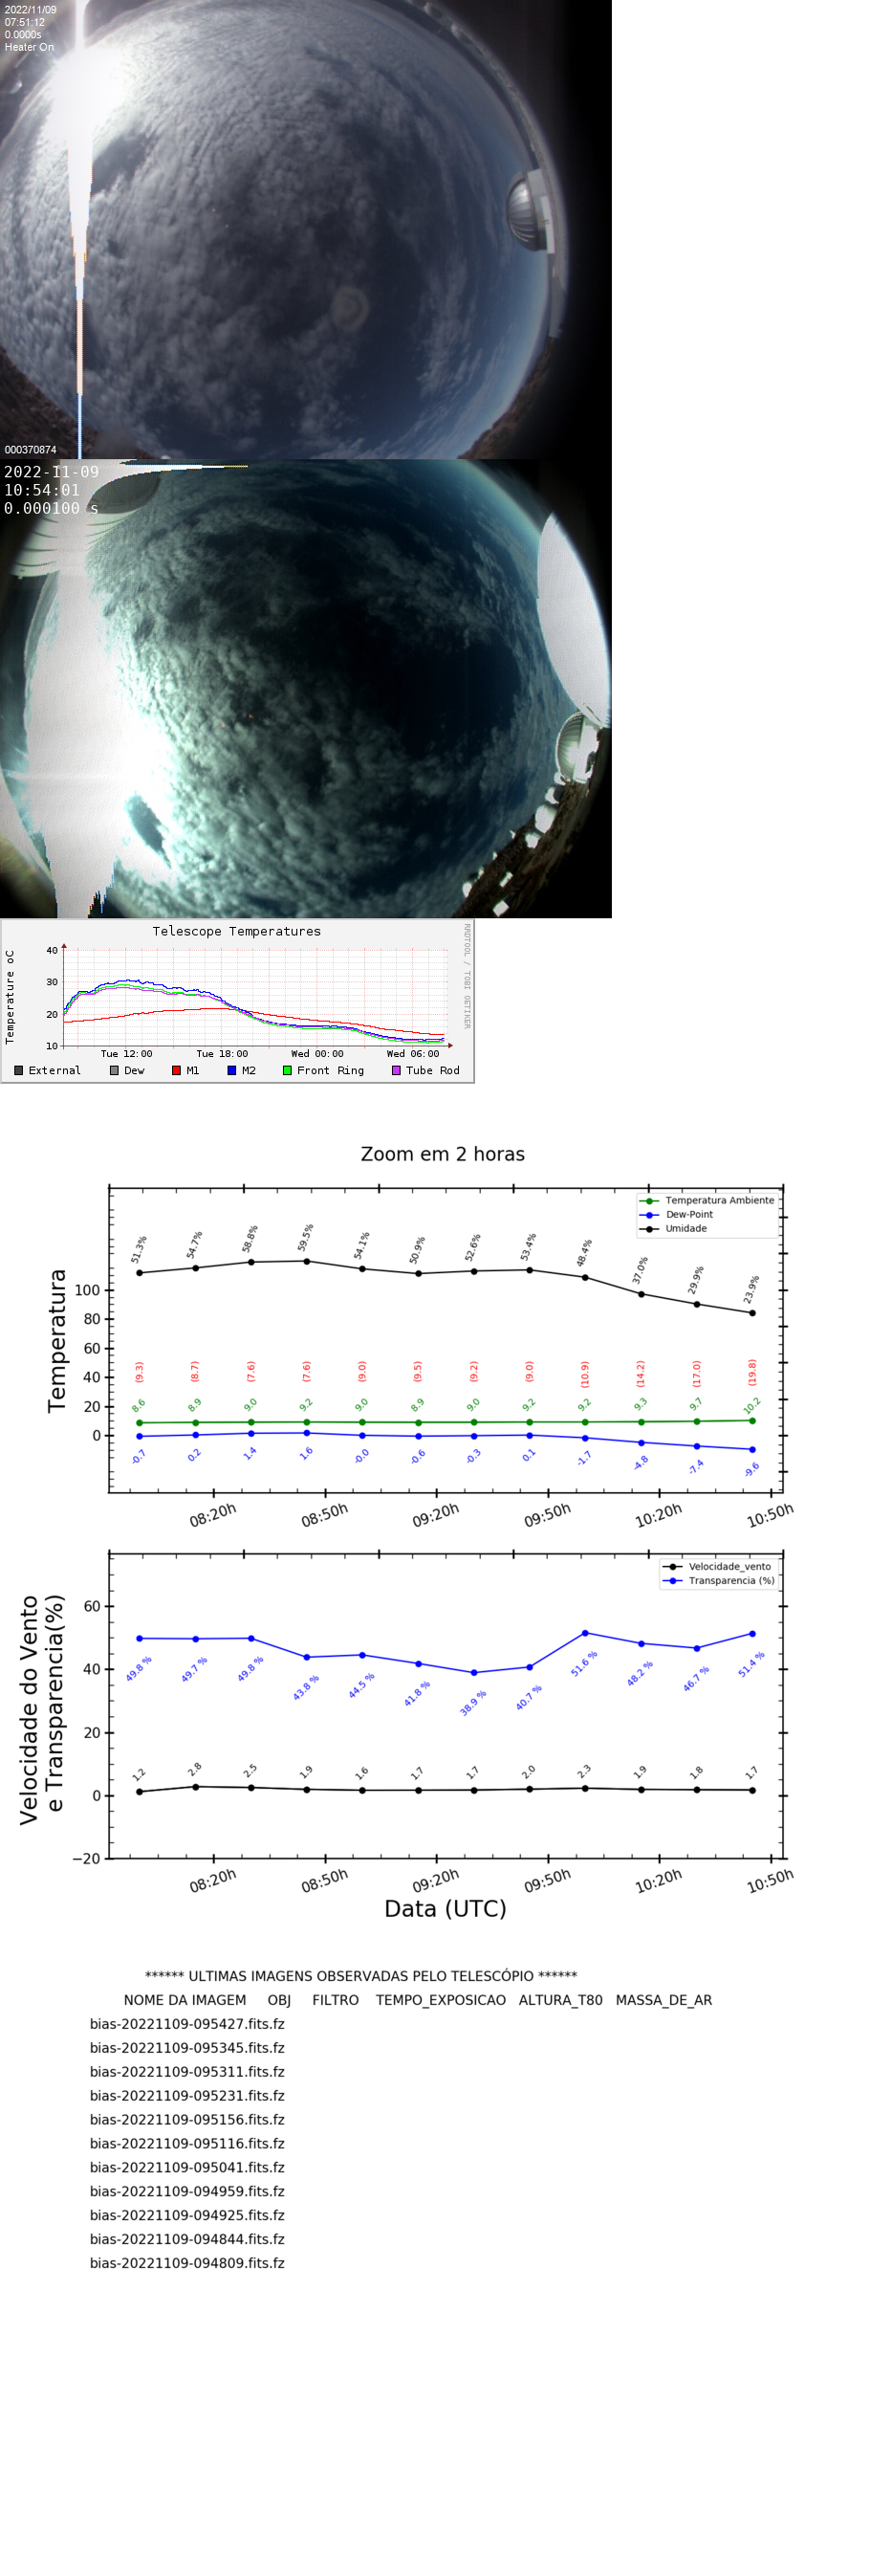 2022/11/09
07:51:12
0.0000s
Heater On
000370874
2022-11-09
10:54:01
0.000100 s
Telescope Temperatures
RRDTOOL / TOBI OETIKER
Temperature oC
40
30
20
10
Tue 12:00 Tue 18:00 Wed 00:00 Wed 06:00
External Dew M1 M2 Front Ring Tube Rod
Zoom em 2 horas
Temperatura Ambiente
Dew-Point
Umidade
Temperatura
100
80
60
40
20
0
51.3% 54.7% 58.8% 59.5% 54.1% 50.9% 52.6% 53.4% 48.4% 37.0% 29.9% 23.9%
(9.3) (8.7) (7.6) (7.6) (9.0) (9.5) (9.2) (9.0) (10.9) (14.2) (17.0) (19.8)
8.6 8.9 9.0 9.2 9.0 8.9 9.0 9.2 9.2 9.3 9.7 10.2
-0.7 0.2 1.4 1.6 -0.0 -0.6 -0.3 0.1 -1.7 -4.8 -7.4 -9.6
08:20h 08:50h 09:20h 09:50h 10:20h 10:50h
Velocidade_vento
Transparencia (%)
Velocidade do Vento
e Transparencia(%)
60
40
20
0
−20
49.8 % 49.7 % 49.8 % 43.8 % 44.5 % 41.8 % 38.9 % 40.7 % 51.6 % 48.2 % 46.7 % 51.4 %
1.2 2.8 2.5 1.9 1.6 1.7 1.7 2.0 2.3 1.9 1.8 1.7
08:20h 08:50h 09:20h 09:50h 10:20h 10:50h
Data (UTC)
****** ULTIMAS IMAGENS OBSERVADAS PELO TELESCÓPIO ******
NOME DA IMAGEM OBJ FILTRO TEMPO_EXPOSICAO ALTURA_T80 MASSA_DE_AR
bias-20221109-095427.fits.fz
bias-20221109-095345.fits.fz
bias-20221109-095311.fits.fz
bias-20221109-095231.fits.fz
bias-20221109-095156.fits.fz
bias-20221109-095116.fits.fz
bias-20221109-095041.fits.fz
bias-20221109-094959.fits.fz
bias-20221109-094925.fits.fz
bias-20221109-094844.fits.fz
bias-20221109-094809.fits.fz